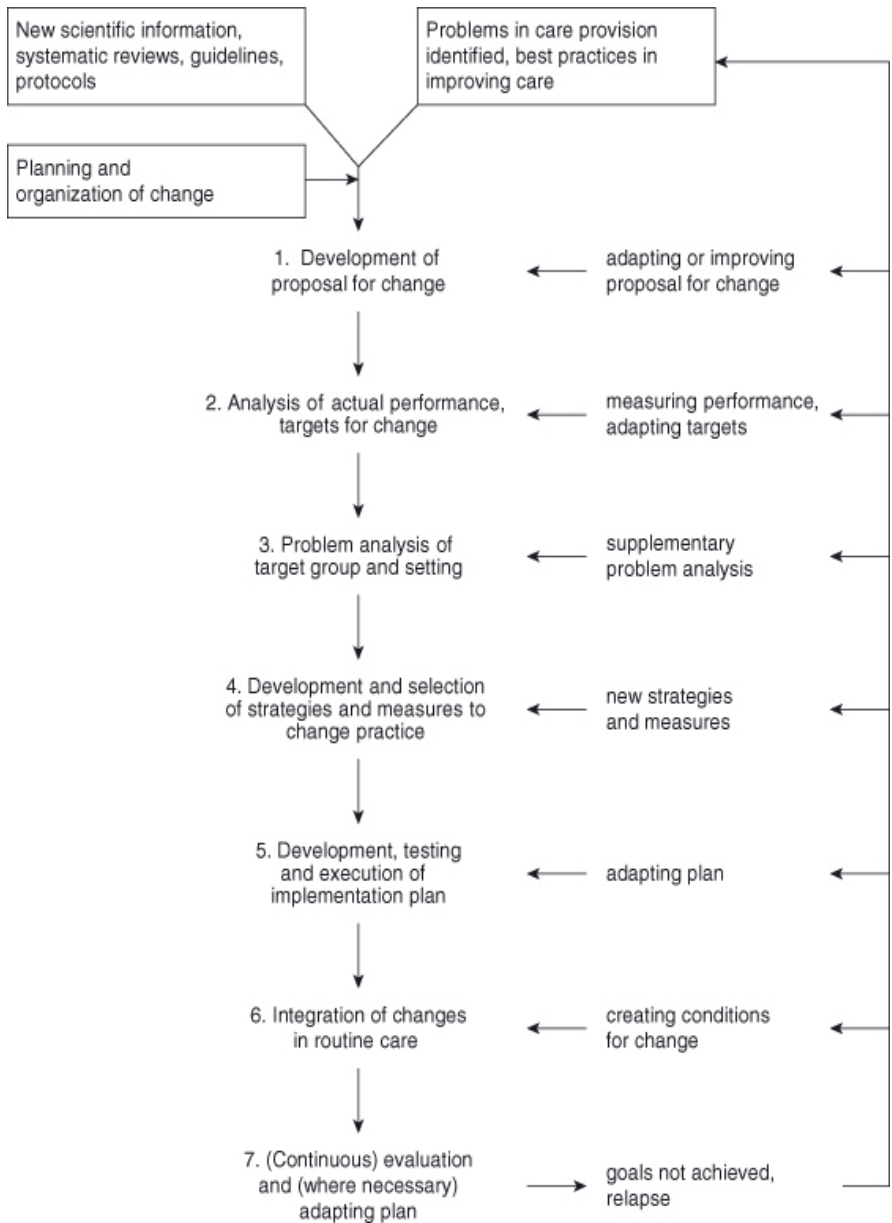 New scientific information,
systematic reviews, guidelines,
protocols
Problems in care provision
identified, best practices in
improving care
Planning and
organization of change
1. Development of
proposal for change
adapting or improving
proposal for change
2. Analysis of actual performance,
targets for change
measuring performance,
adapting targets
3. Problem analysis of
target group and setting
supplementary
problem analysis
4. Development and selection
of strategies and measures to
change practice
new strategies
and measures
5. Development, testing
and execution of
implementation plan
adapting plan
6. Integration of changes
in routine care
creating conditions
for change
7. (Continuous) evaluation
and (where necessary)
adapting plan
goals not achieved,
relapse